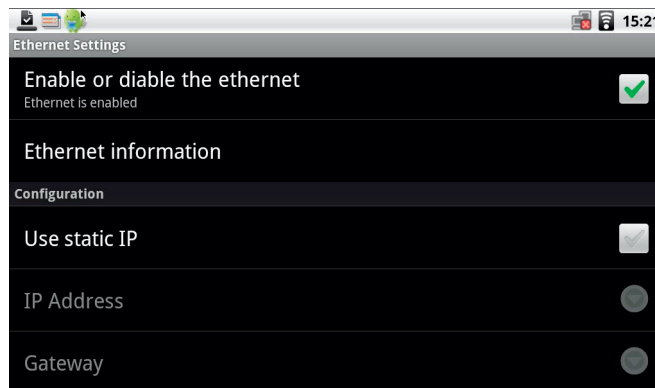 15:21
Ethernet Settings
Enable or diable the ethernet
Ethernet is enabled
Ethernet information
Configuration
Use static IP
IP Address
Gateway